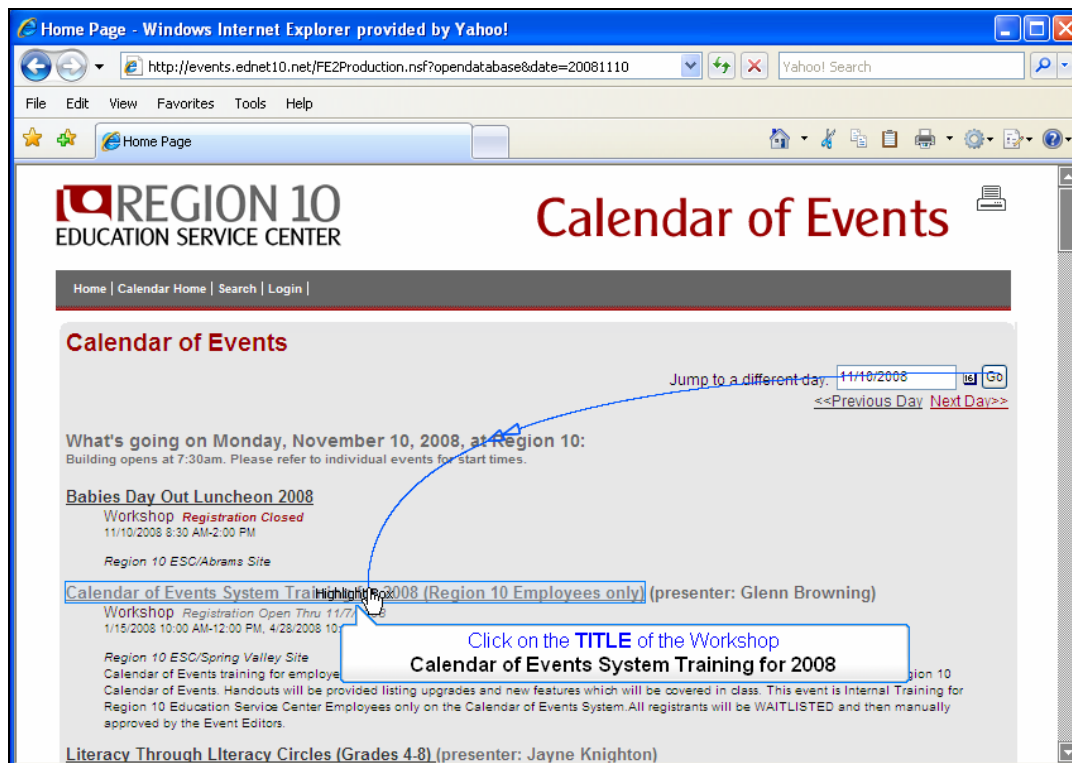 Home Page - Windows Internet Explorer provided by Yahoo!
http://events.ednet10.net/FE2Production.nsf?opendatabase&date=20081110
Yahoo! Search
File Edit View Favorites Tools Help
Home Page
REGION 10
EDUCATION SERVICE CENTER
Calendar of Events
Home | Calendar Home | Search | Login |
Calendar of Events
Jump to a different day: 11/10/2008 16 Go
<<Previous Day Next Day>>
What's going on Monday, November 10, 2008, at Region 10:
Building opens at 7:30am. Please refer to individual events for start times.
Babies Day Out Luncheon 2008
Workshop Registration Closed
11/10/2008 8:30 AM-2:00 PM
Region 10 ESC/Abrams Site
Calendar of Events System Trai 2008 (Region 10 Employees only) (presenter: Glenn Browning)
Highlight Box
Workshop Registration Open Thru 11/7/ 8
1/15/2008 10:00 AM-12:00 PM, 4/28/2008 10:
Click on the TITLE of the Workshop
Calendar of Events System Training for 2008
Region 10 ESC/Spring Valley Site
Calendar of Events training for employe gion 10
Calendar of Events. Handouts will be provided listing upgrades and new features which will be covered in class. This event is Internal Training for
Region 10 Education Service Center Employees only on the Calendar of Events System.All registrants will be WAITLISTED and then manually
approved by the Event Editors.
Literacy Through LIteracy Circles (Grades 4-8) (presenter: Jayne Knighton)